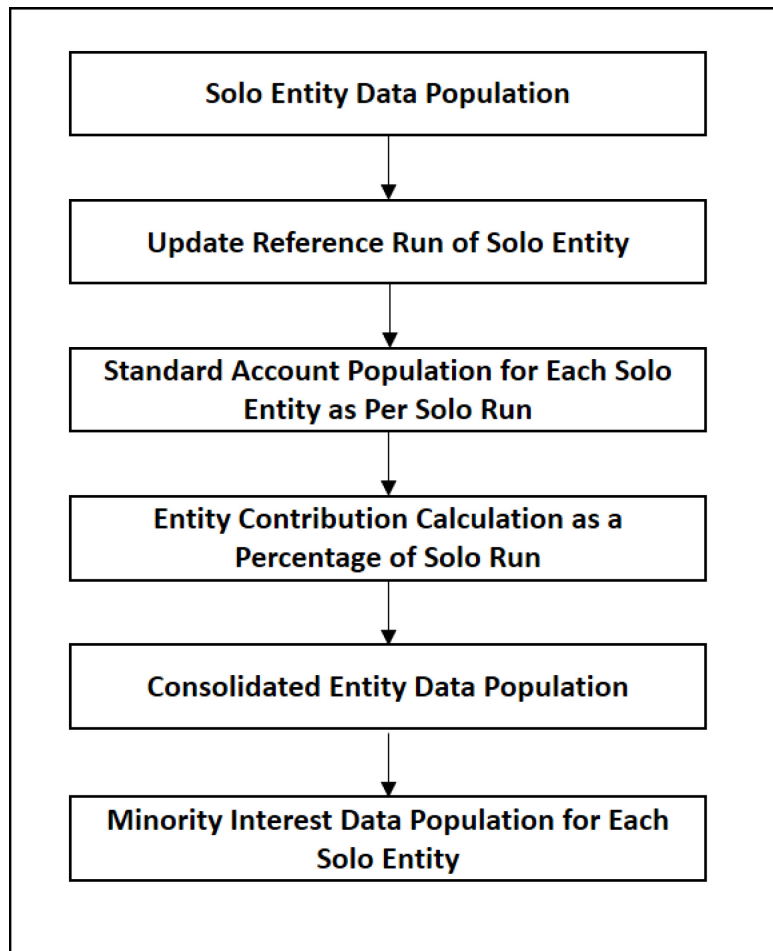 Solo Entity Data Population
Update Reference Run of Solo Entity
Standard Account Population for Each Solo
Entity as Per Solo Run
Entity Contribution Calculation as a
Percentage of Solo Run
Consolidated Entity Data Population
Minority Interest Data Population for Each
Solo Entity